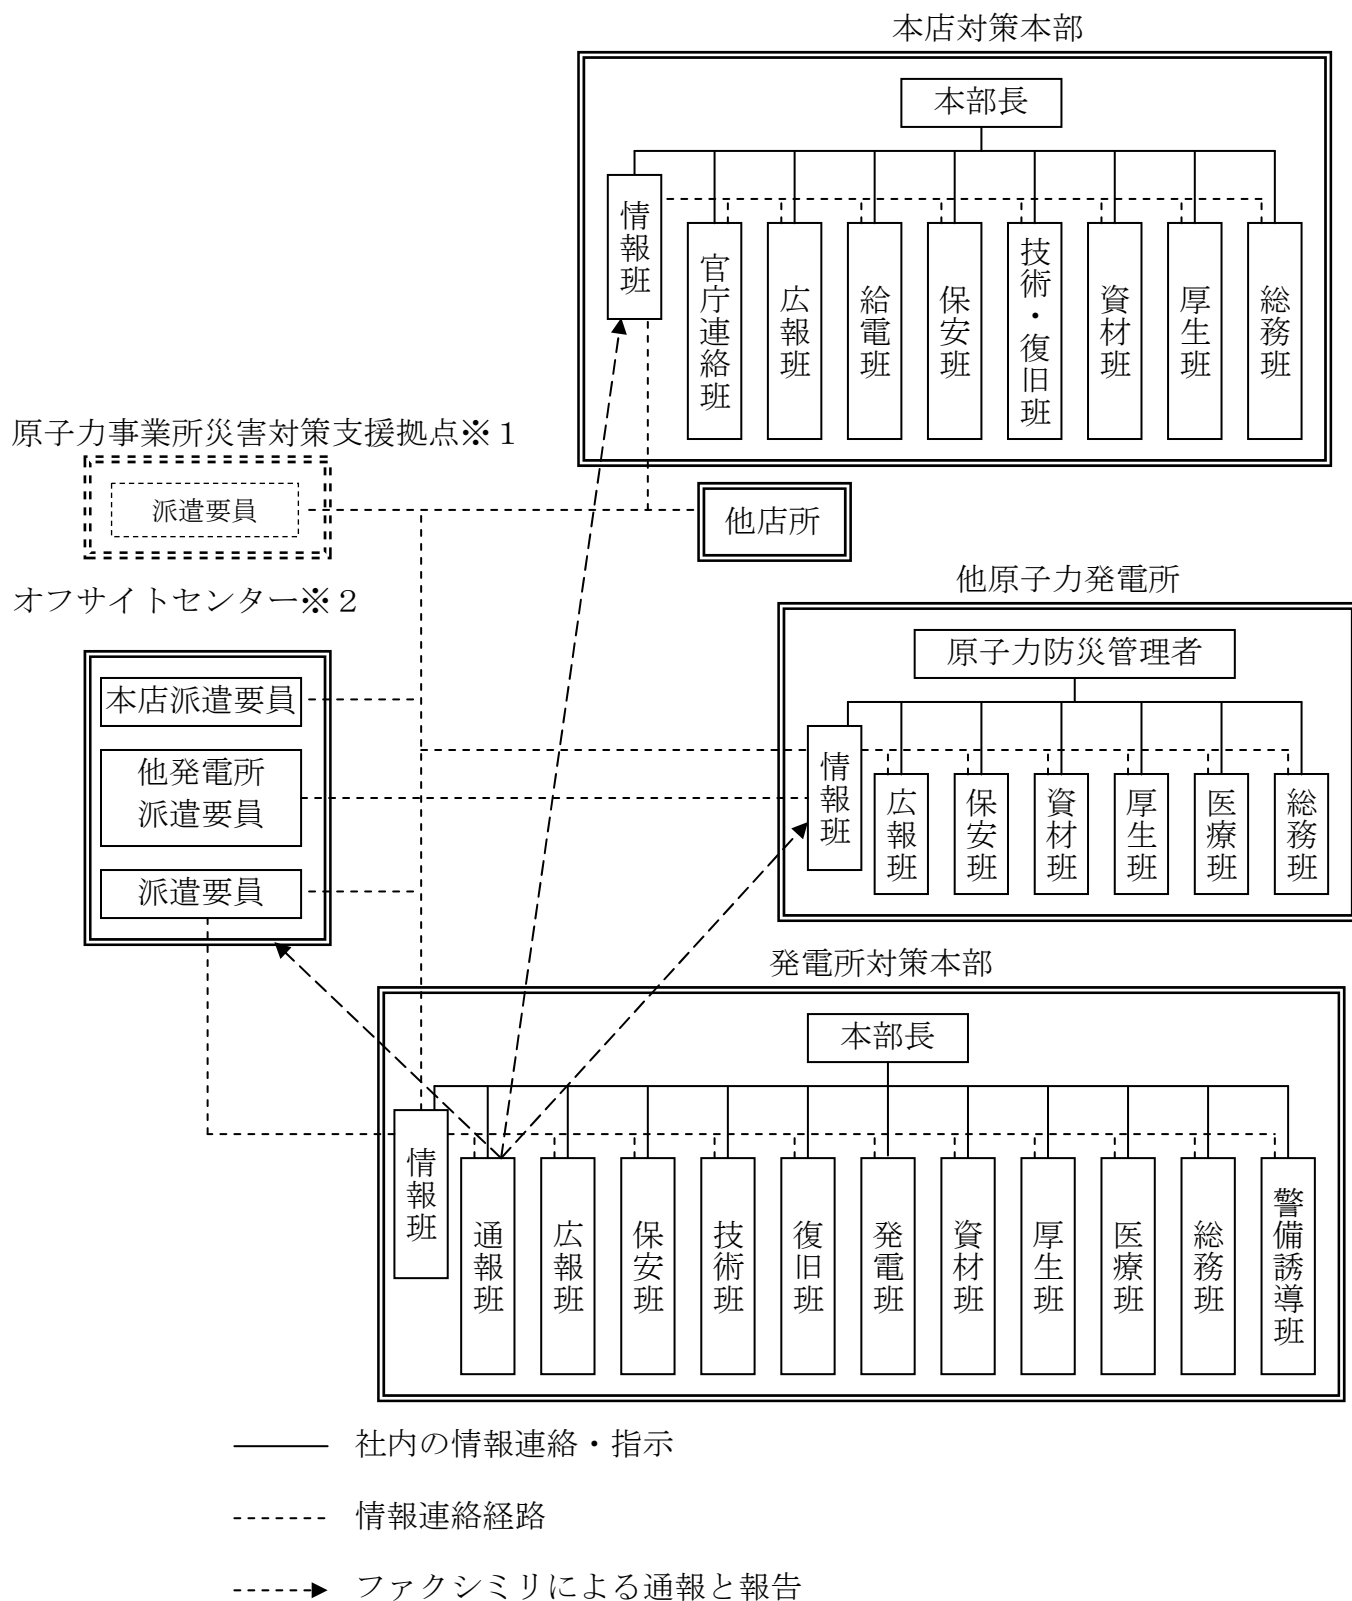 本店対策本部
本部長
情報班
官庁連絡班
広報班
給電班
保安班
技術・復旧班
資材班
厚生班
総務班
原子力事業所災害対策支援拠点※１
派遣要員
他店所
オフサイトセンター※２
本店派遣要員
他発電所
派遣要員
派遣要員
他原子力発電所
原子力防災管理者
情報班
広報班
保安班
資材班
厚生班
医療班
総務班
発電所対策本部
本部長
情報班
通報班
広報班
保安班
技術班
復旧班
発電班
資材班
厚生班
医療班
総務班
警備誘導班
社内の情報連絡・指示
情報連絡経路
ファクシミリによる通報と報告